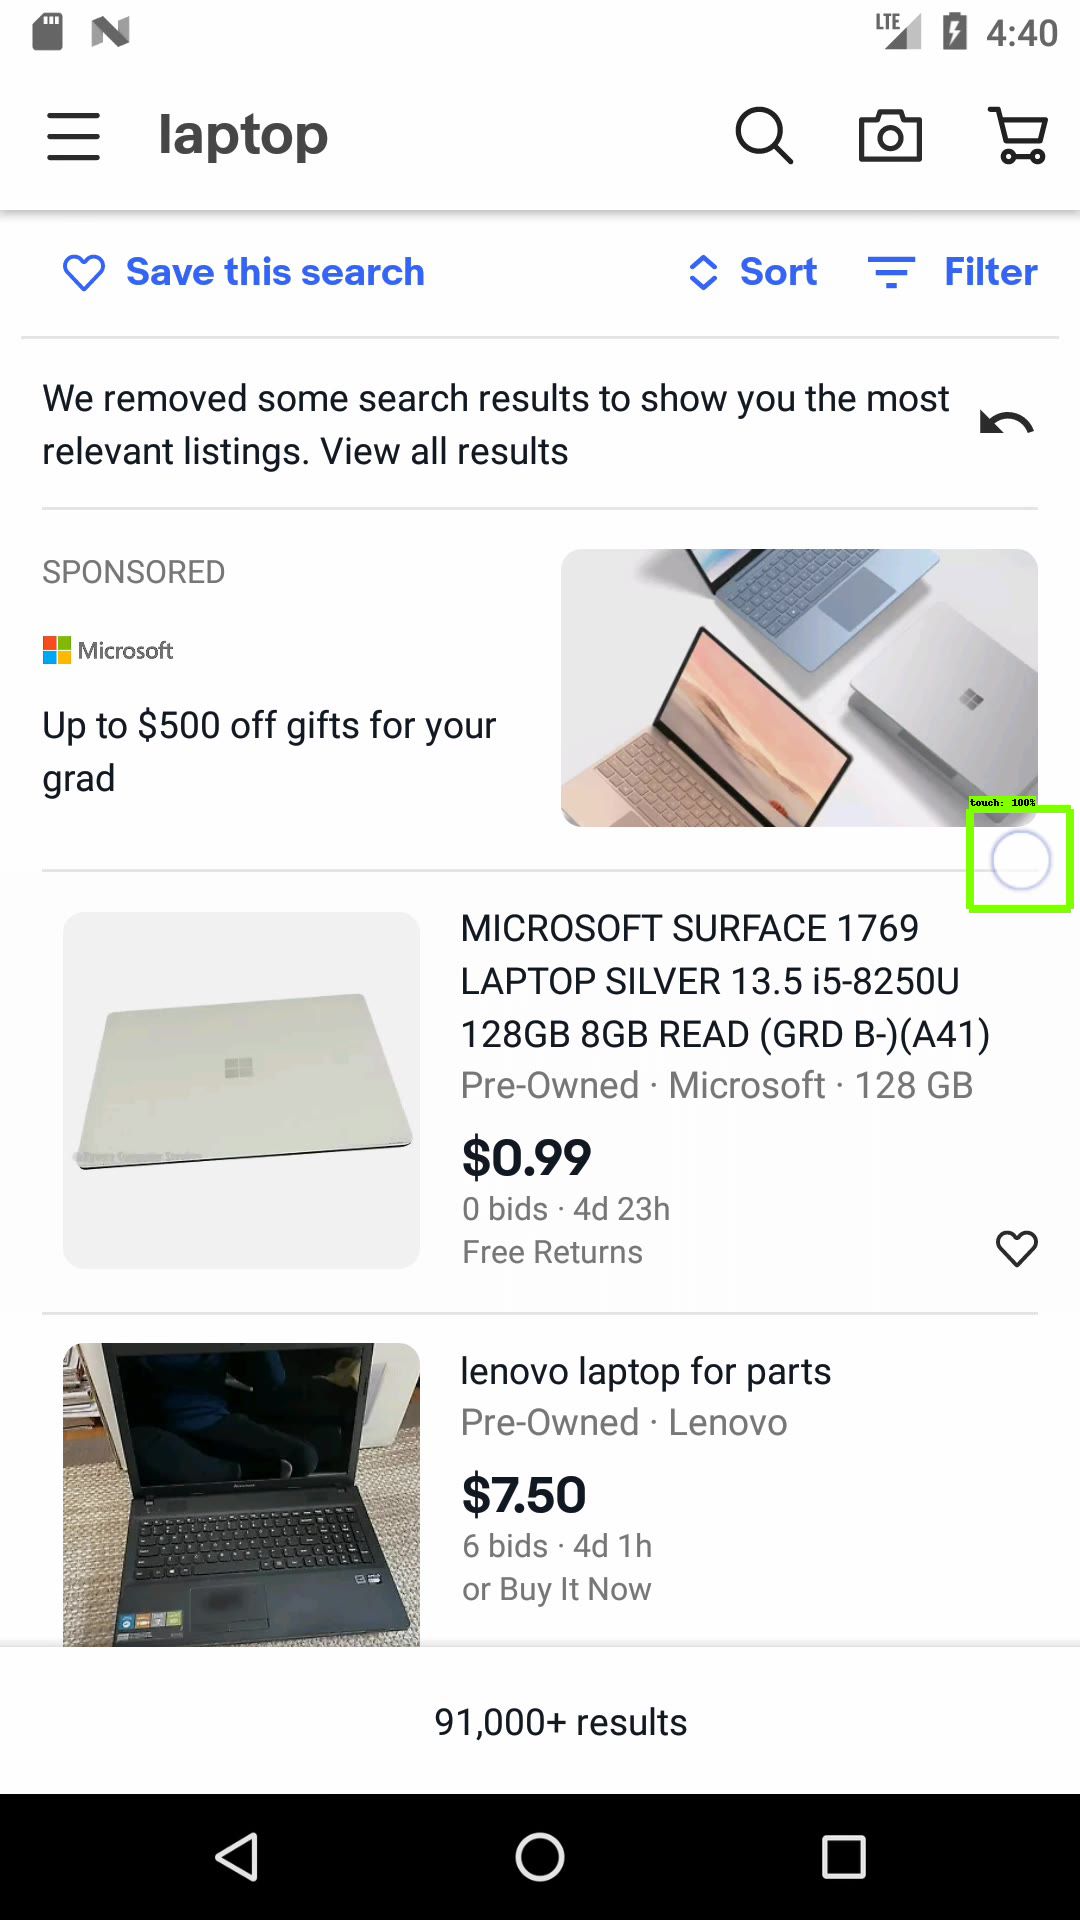 LTE 4:40
laptop
Save this search Sort Filter
We removed some search results to show you the most
relevant listings. View all results
SPONSORED
Microsoft
Up to $500 off gifts for your
grad
touch: 100%
MICROSOFT SURFACE 1769
LAPTOP SILVER 13.5 i5-8250U
128GB 8GB READ (GRD B-)(A41)
Pre-Owned · Microsoft · 128 GB
$0.99
0 bids · 4d 23h
Free Returns
lenovo laptop for parts
Pre-Owned · Lenovo
$7.50
6 bids · 4d 1h
or Buy It Now
91,000+ results